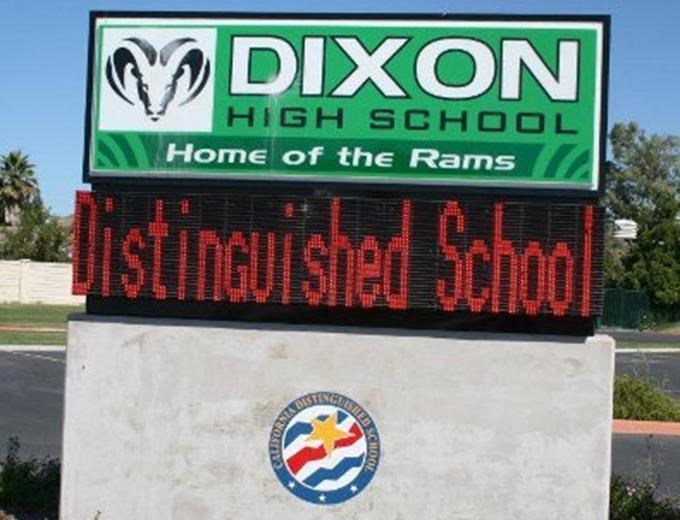 DIXON
HIGH SCHOOL
Home of the Rams
Distinguished School
CALIFORNIA DISTINGUISHED SCHOOL